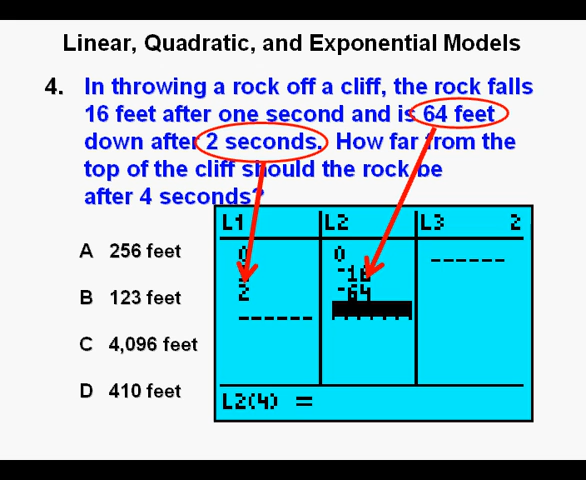 Linear, Quadratic, and Exponential Models
4. In throwing a rock off a cliff, the rock falls
16 feet after one second and is 64 feet
down after 2 seconds. How far from the
top of the cliff should the rock be
after 4 seconds?
A 256 feet
B 123 feet
C 4,096 feet
D 410 feet
L1 L2 L3 2
0 0 ------
-16
2 -64
------
L2(4) =